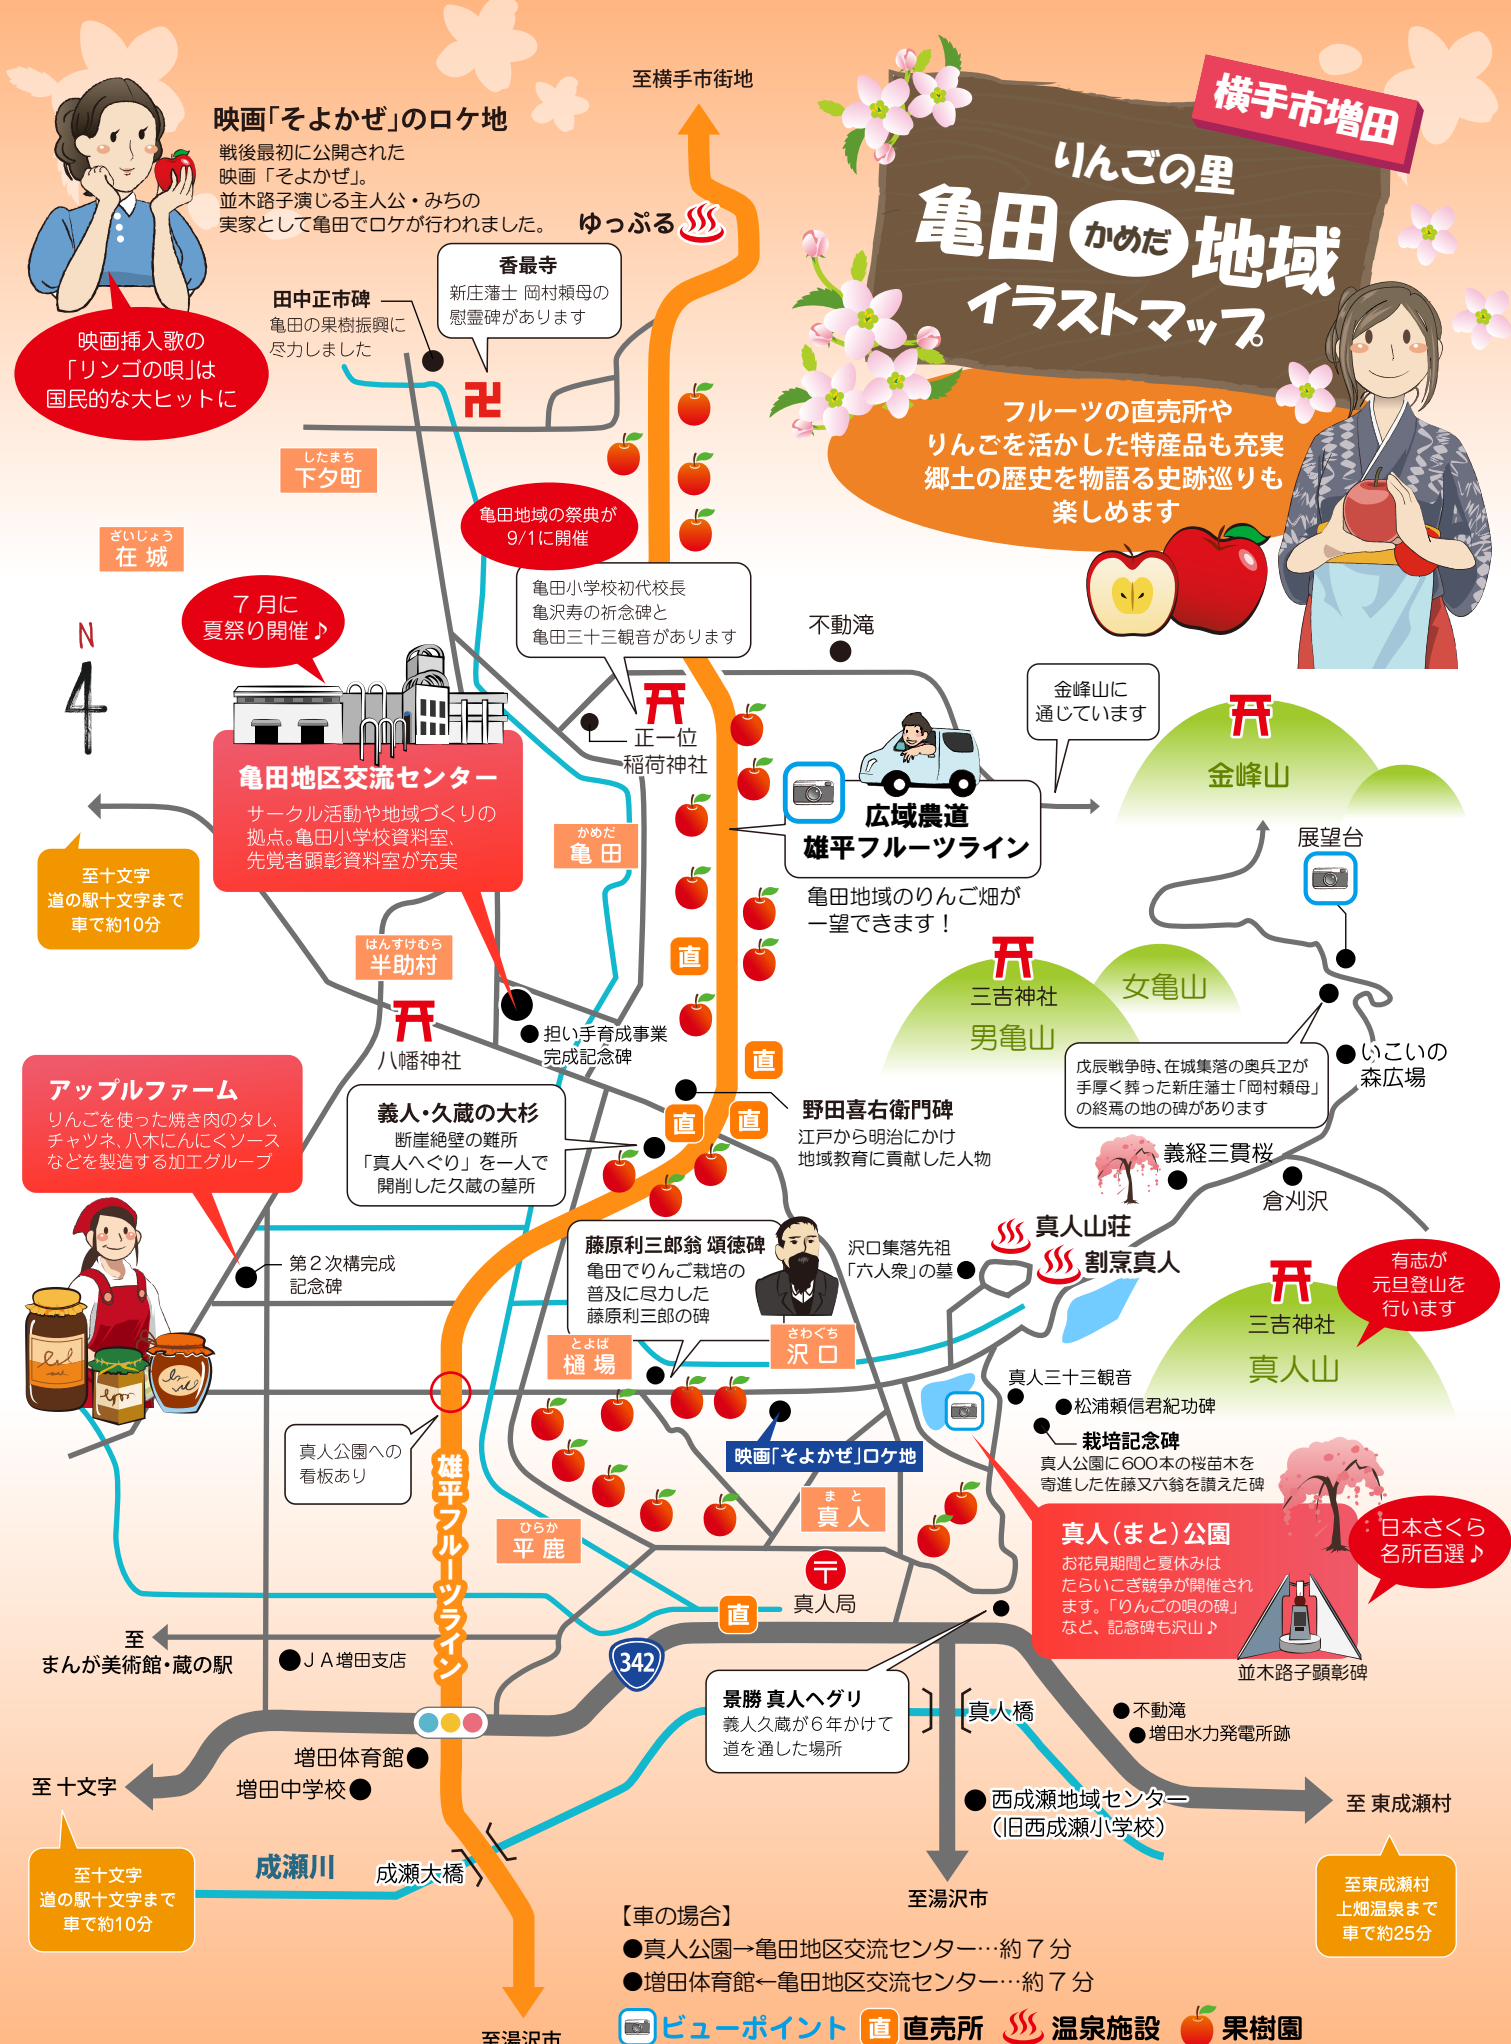 横手市増田
りんごの里
亀田
かめだ
地域
イラストマップ
フルーツの直売所や
りんごを活かした特産品も充実
郷土の歴史を物語る史跡巡りも
楽しめます
映画「そよかぜ」のロケ地
戦後最初に公開された
映画「そよかぜ」。
並木路子演じる主人公・みちの
実家として亀田でロケが行われました。
映画挿入歌の
「リンゴの唄」は
国民的な大ヒットに
至横手市街地
ゆっぷる
香最寺
新庄藩士 岡村頼母の
慰霊碑があります
田中正市碑
亀田の果樹振興に
尽力しました
卍
したまち
下夕町
ざいじょう
在城
亀田地域の祭典が
9/1に開催
亀田小学校初代校長
亀沢寿の祈念碑と
亀田三十三観音があります
7月に
夏祭り開催♪
N
4
不動滝
金峰山に
通じています
金峰山
正一位
稲荷神社
亀田地区交流センター
サークル活動や地域づくりの
拠点。亀田小学校資料室、
先覚者顕彰資料室が充実
かめだ
亀田
広域農道
雄平フルーツライン
亀田地域のりんご畑が
一望できます！
展望台
至十文字
道の駅十文字まで
車で約10分
はんすけむら
半助村
直
三吉神社
男亀山
女亀山
八幡神社
担い手育成事業
完成記念碑
直
いこいの
森広場
戊辰戦争時、在城集落の奥兵卫が
手厚く葬った新庄藩士「岡村頼母」
の終焉の地の碑があります
アップルファーム
りんごを使った焼き肉のタレ、
チャツネ、八木にんにくソース
などを製造する加工グループ
義人・久蔵の大杉
断崖絶壁の難所
「真人へぐり」を一人で
開削した久蔵の墓所
直
直
野田喜右衛門碑
江戸から明治にかけ
地域教育に貢献した人物
義経三貫桜
倉刈沢
第2次構完成
記念碑
藤原利三郎翁 頌徳碑
亀田でりんご栽培の
普及に尽力した
藤原利三郎の碑
沢口集落先祖
「六人衆」の墓
真人山荘
割烹真人
有志が
元旦登山を
行います
三吉神社
真人山
とよば
樋場
さわぐち
沢口
真人三十三観音
松浦頼信君紀功碑
栽培記念碑
真人公園に600本の桜苗木を
寄進した佐藤又六翁を讃えた碑
真人公園への
看板あり
映画「そよかぜ」ロケ地
雄平フルーツライン
まと
真人
ひらか
平鹿
真人(まと)公園
お花見期間と夏休みは
たらいこぎ競争が開催され
ます。「りんごの唄の碑」
など、記念碑も沢山♪
日本さくら
名所百選♪
並木路子顕彰碑
〒
真人局
直
至
まんが美術館・蔵の駅
JA増田支店
342
景勝 真人ヘグリ
義人久蔵が6年かけて
道を通した場所
真人橋
不動滝
増田水力発電所跡
増田体育館
増田中学校
至 十文字
西成瀬地域センター
（旧西成瀬小学校）
至 東成瀬村
至十文字
道の駅十文字まで
車で約10分
成瀬川
成瀬大橋
至湯沢市
至東成瀬村
上畑温泉まで
車で約25分
【車の場合】
●真人公園→亀田地区交流センター…約7分
●増田体育館←亀田地区交流センター…約7分
至湯沢市
ビューポイント 直 直売所 温泉施設 果樹園